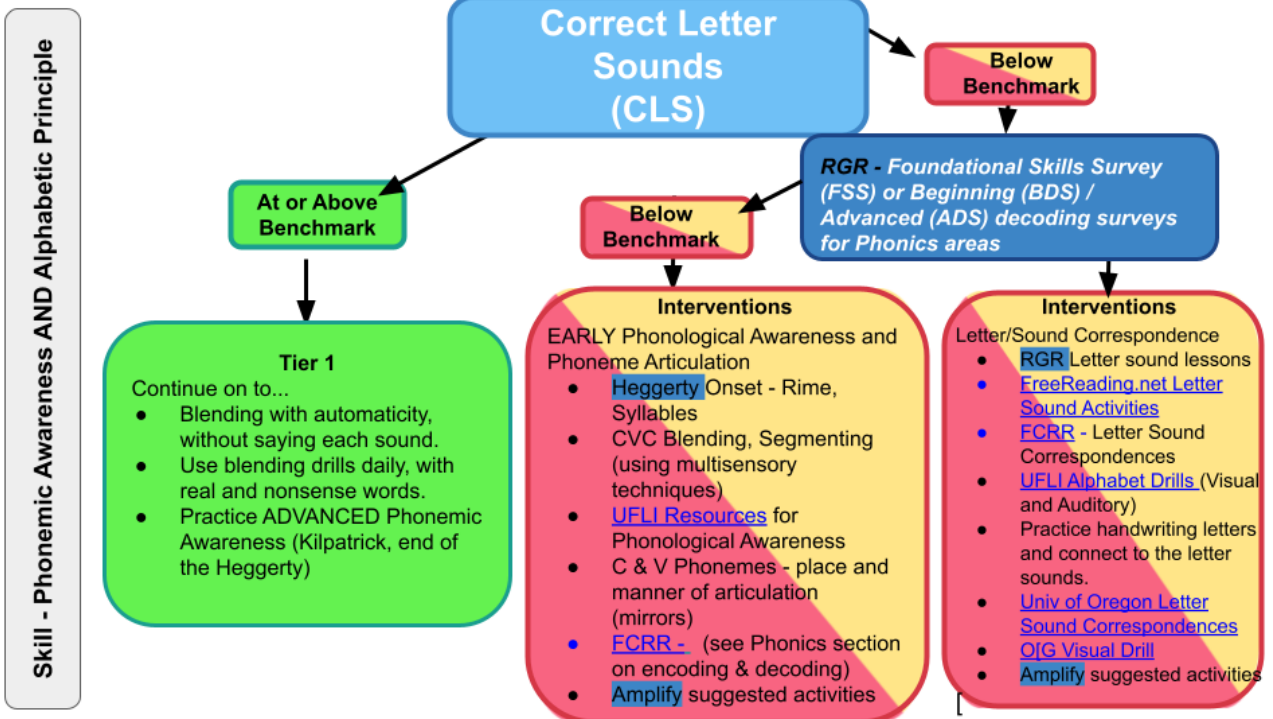 Skill - Phonemic Awareness AND Alphabetic Principle
Correct Letter
Sounds
(CLS)
Below
Benchmark
RGR - Foundational Skills Survey
(FSS) or Beginning (BDS) /
Advanced (ADS) decoding surveys
for Phonics areas
At or Above
Benchmark
Below
Benchmark
Tier 1
Continue on to...
● Blending with automicity,
without saying each sound.
● Use blending drills daily, with
real and nonsense words.
● Practice ADVANCED Phonemic
Awareness (Kilpatrick, end of
the Heggerty)
Interventions
EARLY Phonological Awareness and
Phoneme Articulation
● Heggerty Onset - Rime,
Syllables
● CVC Blending, Segmenting
(using multisensory
techniques)
● UFLI Resources for
Phonological Awareness
● C & V Phonemes - place and
manner of articulation
(mirrors)
● FCRR - (see Phonics section
on encoding & decoding)
● Amplify suggested activities
Interventions
Letter/Sound Correspondence
● RGR Letter sound lessons
● FreeReading.net Letter
Sound Activities
● FCRR - Letter Sound
Correspondences
● UFLI Alphabet Drills (Visual
and Auditory)
● Practice handwriting letters
and connect to the letter
sounds.
● Univ of Oregon Letter
Sound Correspondences
● O[G Visual Drill
● Amplify suggested activities
[